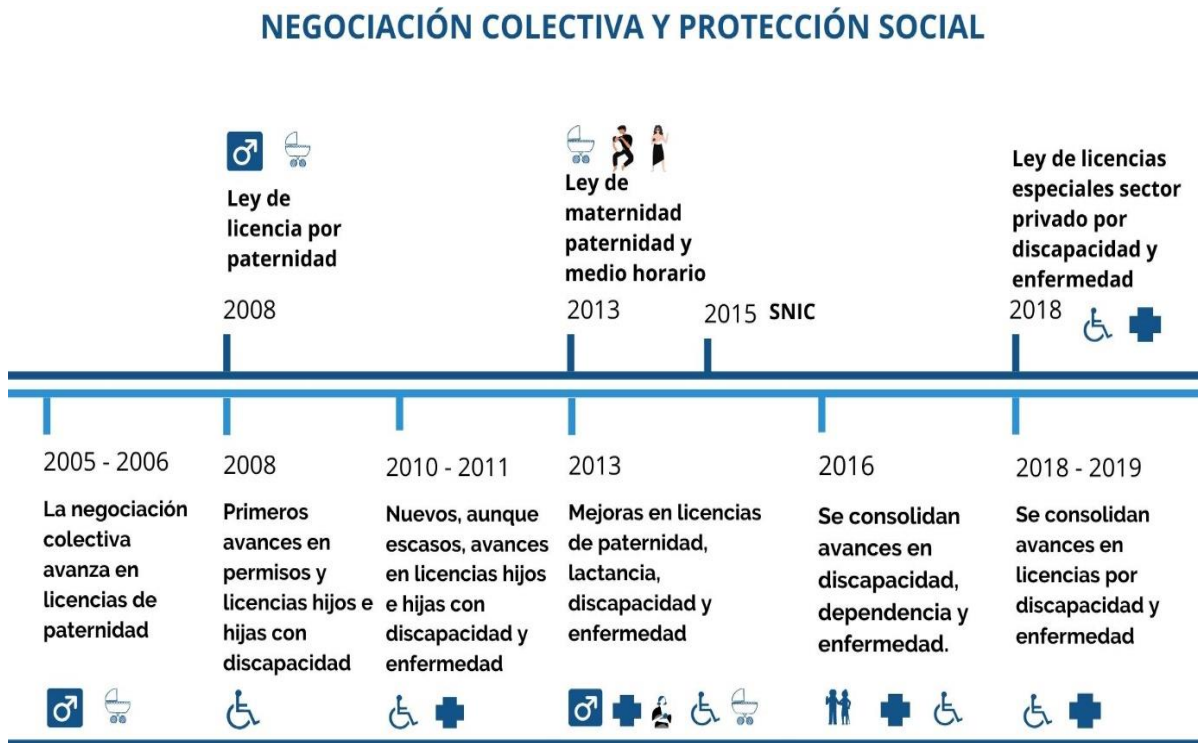 NEGOCIACIÓN COLECTIVA Y PROTECCIÓN SOCIAL
Ley de
licencia por
paternidad
2008
Ley de
maternidad
paternidad y
medio horario
2013
2015 SNIC
Ley de licencias
especiales sector
privado por
discapacidad y
enfermedad
2018
2005 - 2006
La negociación
colectiva
avanza en
licencias de
paternidad
2008
Primeros
avances en
permisos y
licencias hijos e
hijas con
discapacidad
2010 - 2011
Nuevos, aunque
escasos, avances
en licencias hijos
e hijas con
discapacidad y
enfermedad
2013
Mejoras en licencias
de paternidad,
lactancia,
discapacidad y
enfermedad
2016
Se consolidan
avances en
discapacidad,
dependencia y
enfermedad.
2018 - 2019
Se consolidan
avances en
licencias por
discapacidad y
enfermedad